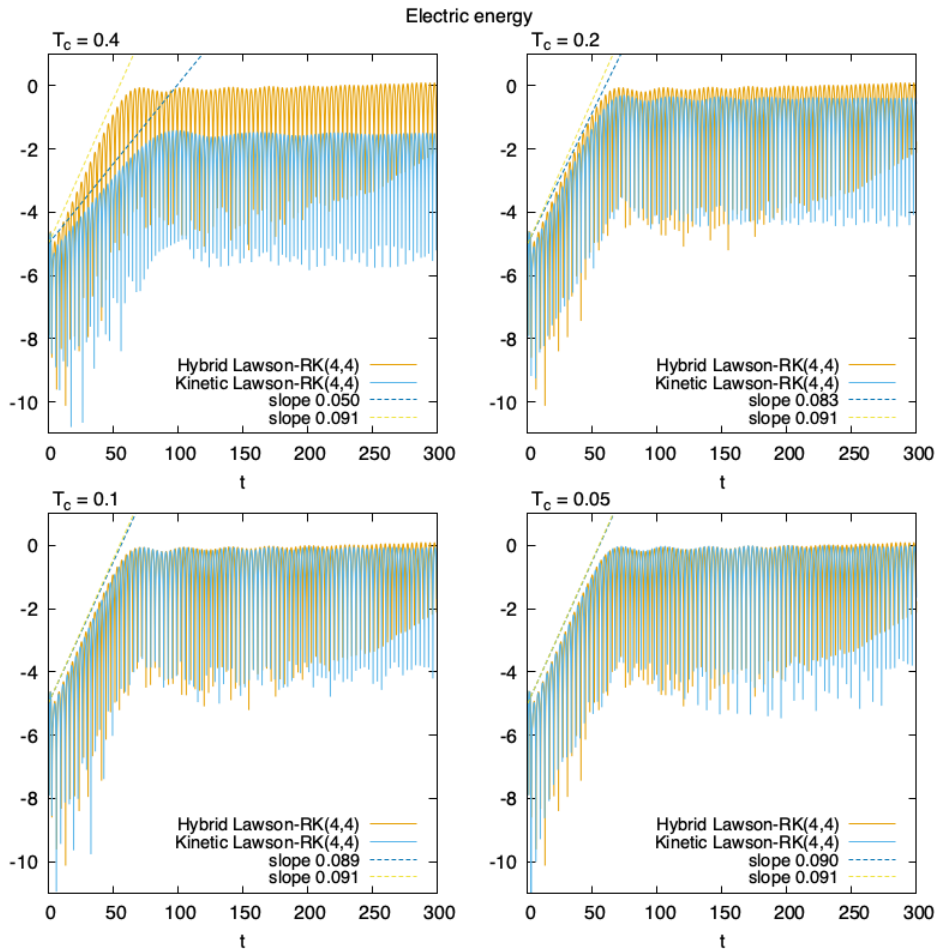 Electric energy
T_c = 0.4
0
-2
-4
-6
-8
-10
Hybrid Lawson-RK(4,4)
Kinetic Lawson-RK(4,4)
slope 0.050
slope 0.091
0 50 100 150 200 250 300
t
T_c = 0.2
0
-2
-4
-6
-8
-10
Hybrid Lawson-RK(4,4)
Kinetic Lawson-RK(4,4)
slope 0.083
slope 0.091
0 50 100 150 200 250 300
t
T_c = 0.1
0
-2
-4
-6
-8
-10
Hybrid Lawson-RK(4,4)
Kinetic Lawson-RK(4,4)
slope 0.089
slope 0.091
0 50 100 150 200 250 300
t
T_c = 0.05
0
-2
-4
-6
-8
-10
Hybrid Lawson-RK(4,4)
Kinetic Lawson-RK(4,4)
slope 0.090
slope 0.091
0 50 100 150 200 250 300
t